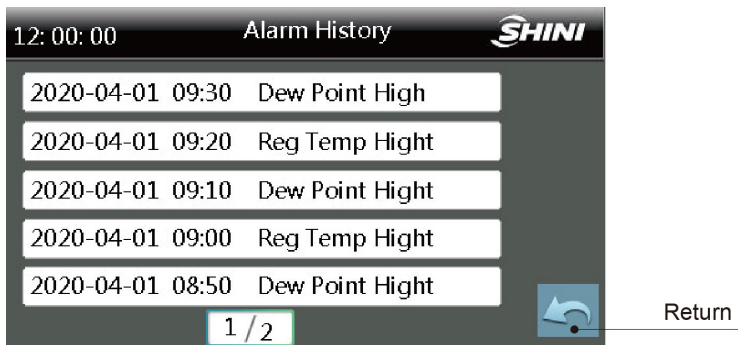 12: 00: 00 Alarm History SHINI
2020-04-01 09:30 Dew Point High
2020-04-01 09:20 Reg Temp Hight
2020-04-01 09:10 Dew Point Hight
2020-04-01 09:00 Reg Temp Hight
2020-04-01 08:50 Dew Point Hight
1/2
Return